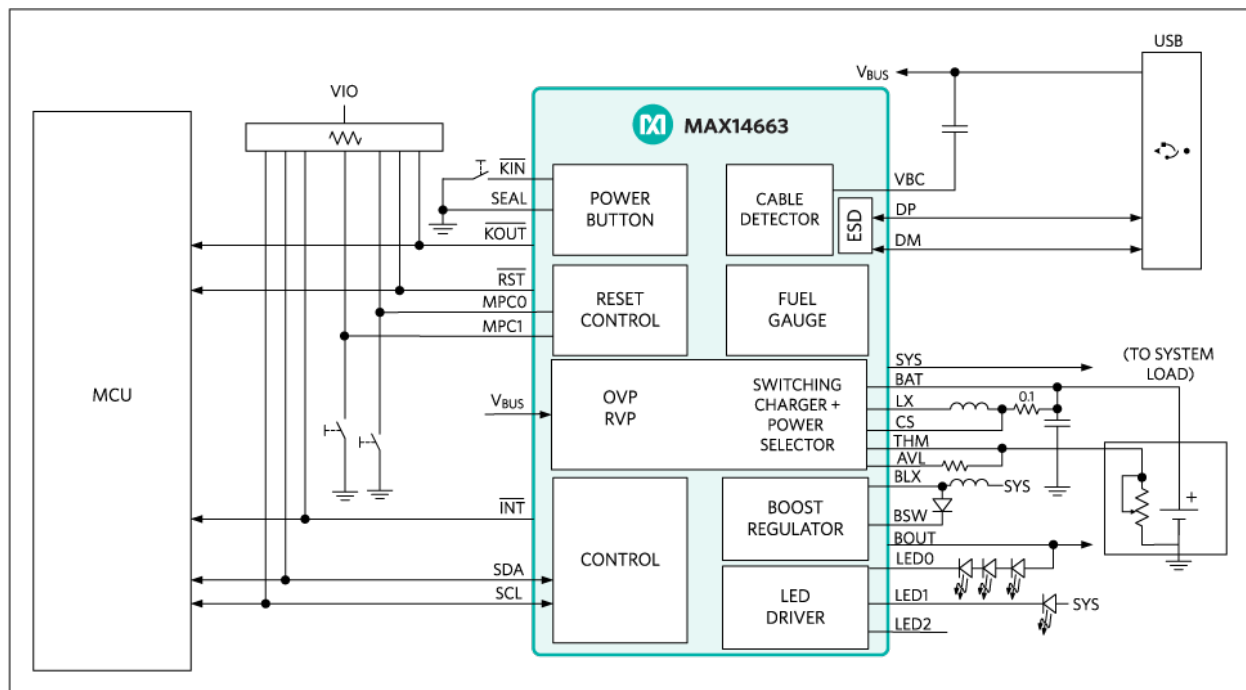 USB
VBUS
VIO
MAX14663
KIN
SEAL
KOUT
POWER
BUTTON
CABLE
DETECTOR
ESD
VBC
DP
DM
RST
MPC0
MPC1
RESET
CONTROL
FUEL
GAUGE
MCU
VBUS
OVP
RVP
SWITCHING
CHARGER +
POWER
SELECTOR
SYS
BAT
LX
CS
THM
AVL
0.1
(TO SYSTEM
LOAD)
+
BLX
SYS
BSW
BOUT
BOOST
REGULATOR
INT
SDA
SCL
CONTROL
LED0
LED1
SYS
LED2
LED
DRIVER